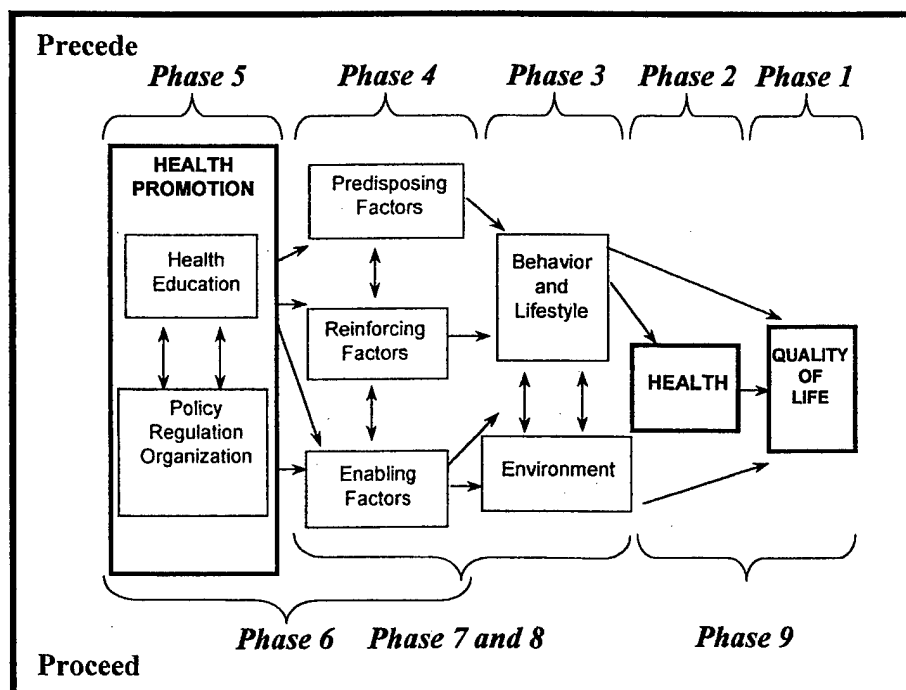 Precede
Phase 5
Phase 4
Phase 3
Phase 2
Phase 1
HEALTH
PROMOTION
Health
Education
Policy
Regulation
Organization
Predisposing
Factors
Reinforcing
Factors
Enabling
Factors
Behavior
and
Lifestyle
Environment
HEALTH
QUALITY
OF
LIFE
Phase 6
Phase 7 and 8
Phase 9
Proceed